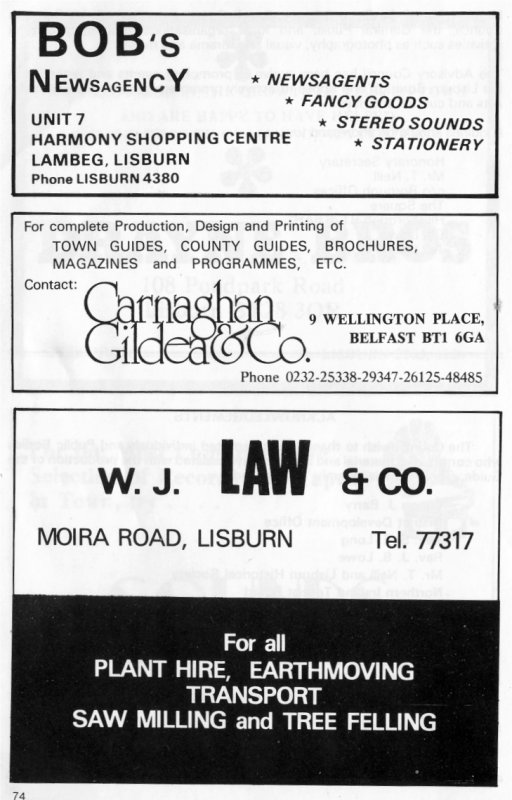 BOB's
NEWSAGENCY
UNIT 7
HARMONY SHOPPING CENTRE
LAMBEG, LISBURN
Phone LISBURN 4380
* NEWSAGENTS
* FANCY GOODS
* STEREO SOUNDS
* STATIONERY
For complete Production, Design and Printing of
TOWN GUIDES, COUNTY GUIDES, BROCHURES,
MAGAZINES and PROGRAMMES, ETC.
Contact:
Carnaghan
Gildea & Co.
9 WELLINGTON PLACE,
BELFAST BT1 6GA
Phone 0232-25338-29347-26125-48485
W. J. LAW & CO.
MOIRA ROAD, LISBURN Tel. 77317
For all
PLANT HIRE, EARTHMOVING
TRANSPORT
SAW MILLING and TREE FELLING
74